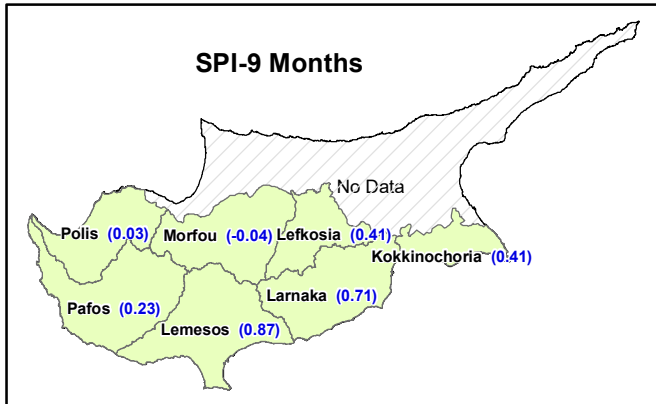 SPI-9 Months
No Data
Polis (0.03)
Morfou (-0.04)
Lefkosia (0.41)
Kokkinochoria (0.41)
Pafos (0.23)
Larnaka (0.71)
Lemesos (0.87)